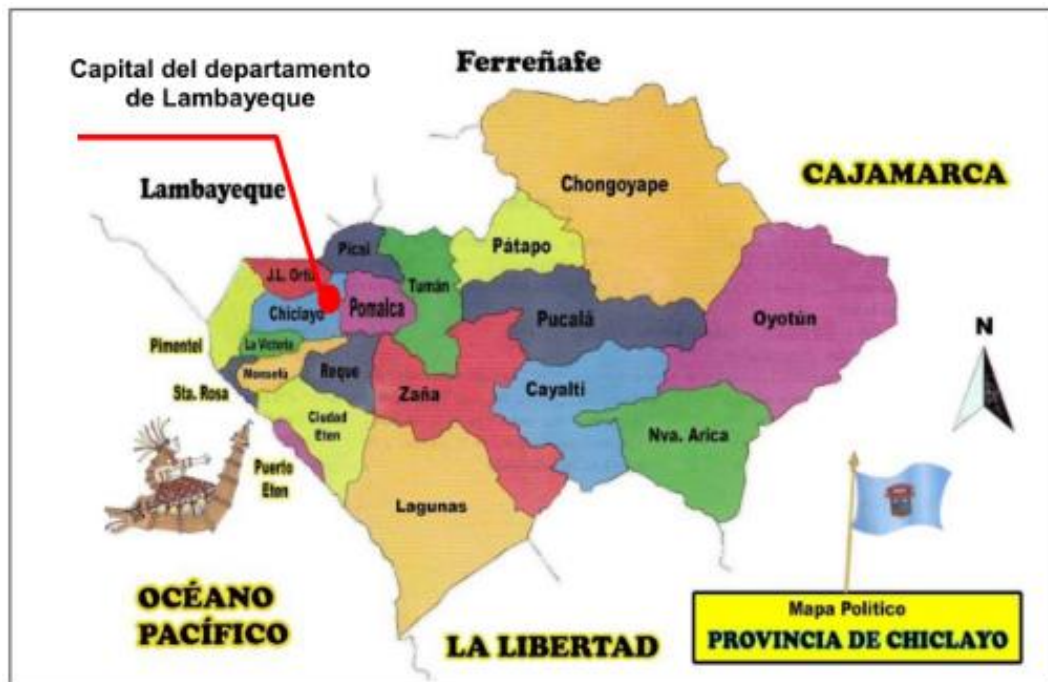 Ferreñafe
Capital del departamento
de Lambayeque
CAJAMARCA
Chongoyape
Lambayeque
Picsi
Pátapo
J.L. Ortiz
Tumán
Chiclayo
Pomalca
Pucalá
Oyotún
N
Pimentel
La Victoria
Monsefú
Reque
Sta. Rosa
Zaña
Cayaltí
Ciudad
Eten
Nva. Arica
Puerto
Eten
Lagunas
OCÉANO
PACÍFICO
LA LIBERTAD
Mapa Político
PROVINCIA DE CHICLAYO